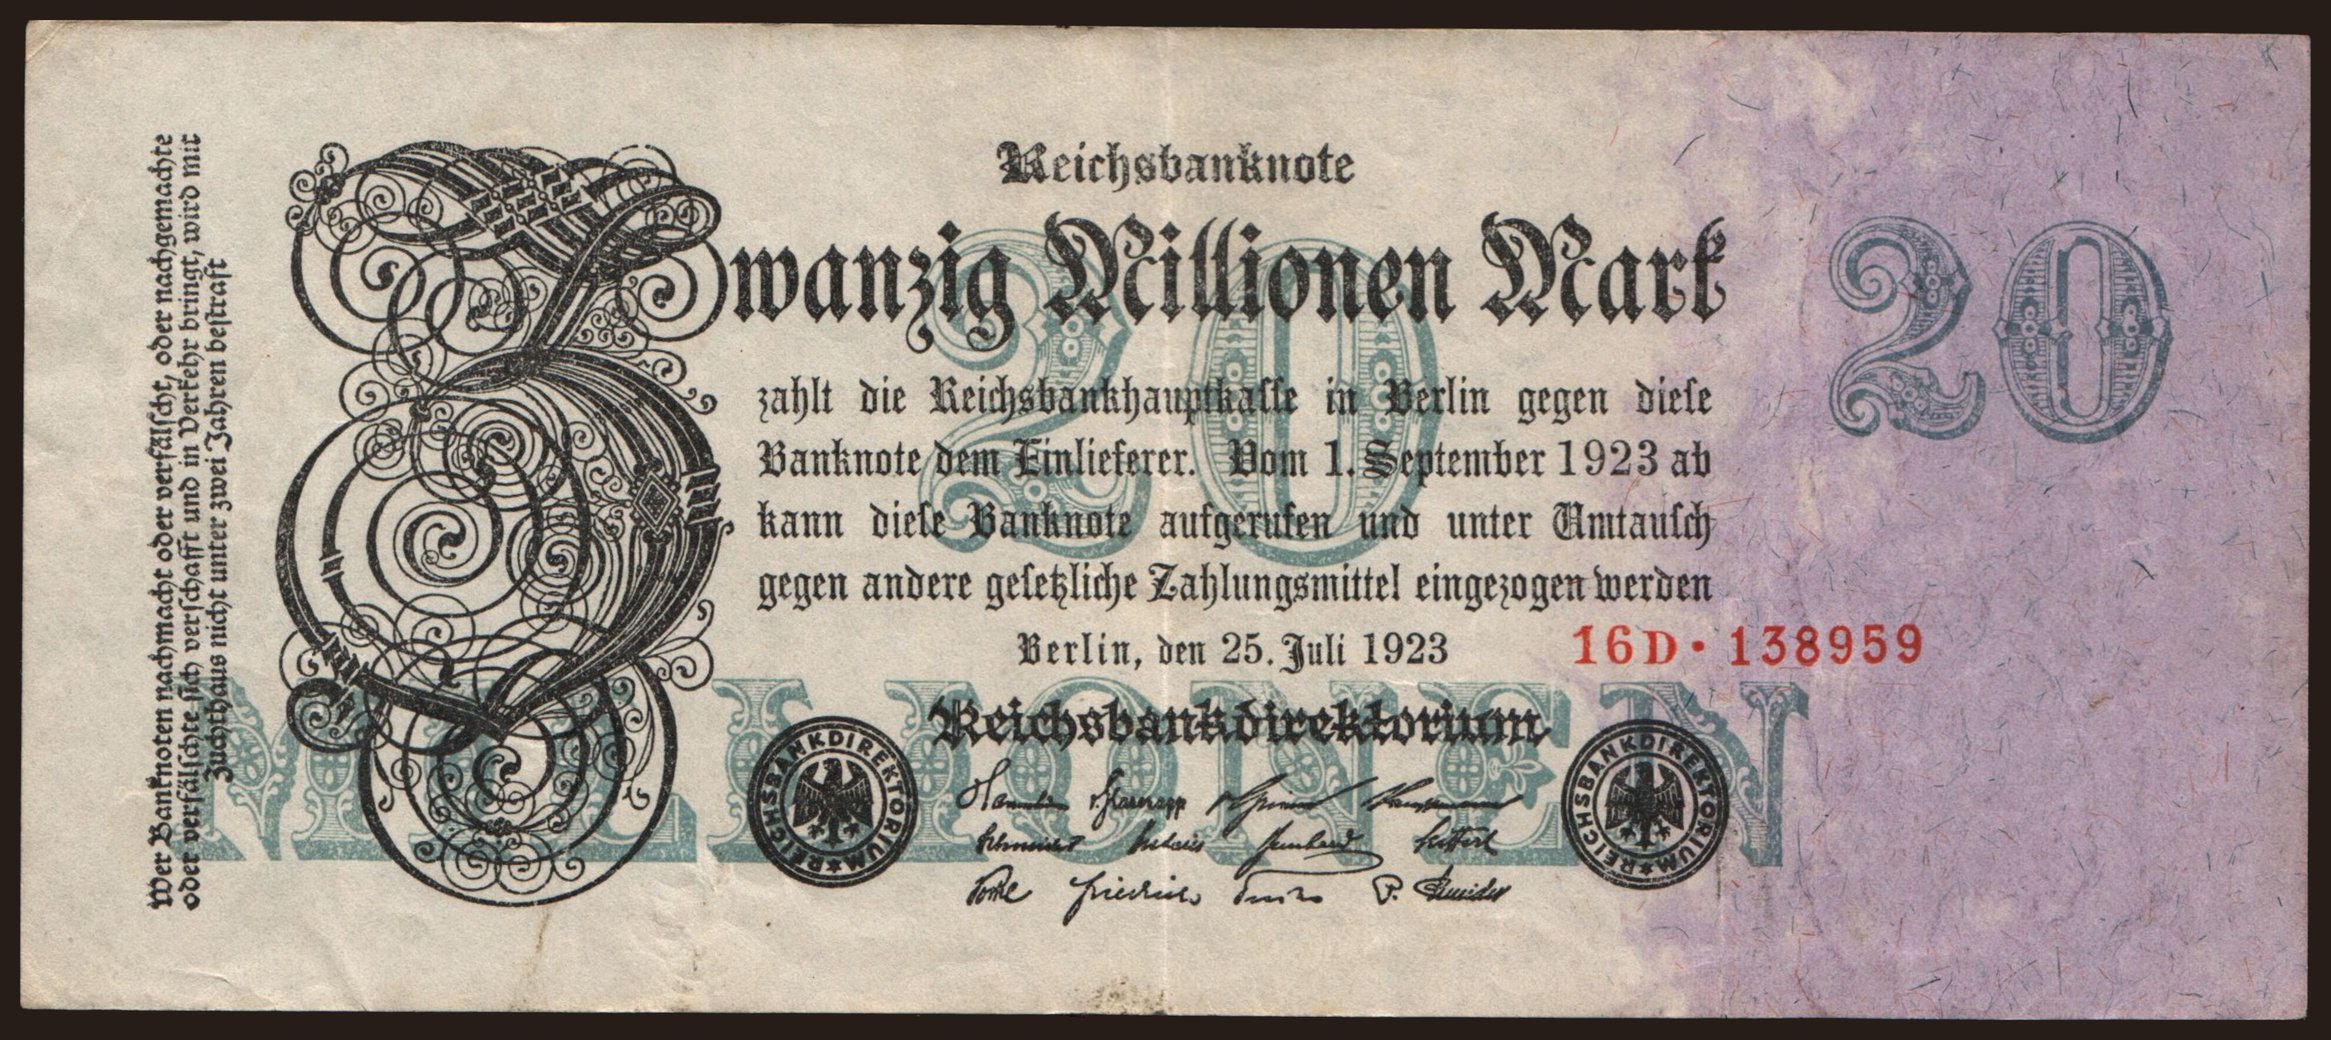 Reichsbanknote
Zwanzig Millionen Mark
20
20
zahlt die Reichsbankhauptkasse in Berlin gegen diese
Banknote dem Einlieferer. Vom 1. September 1923 ab
kann diese Banknote aufgerufen und unter Umtausch
gegen andere gesetzliche Zahlungsmittel eingezogen werden
Berlin, den 25. Juli 1923
16D·138959
MILLIONEN
Reichsbankdirektorium
REICHSBANKDIREKTORIUM
REICHSBANKDIREKTORIUM
v. Glasenapp
Friedrich
P. Schneider
Wer Banknoten nachmacht oder verfälscht, oder nachgemachte
oder verfälschte sich verschafft und in Verkehr bringt, wird mit
Zuchthaus nicht unter zwei Jahren bestraft